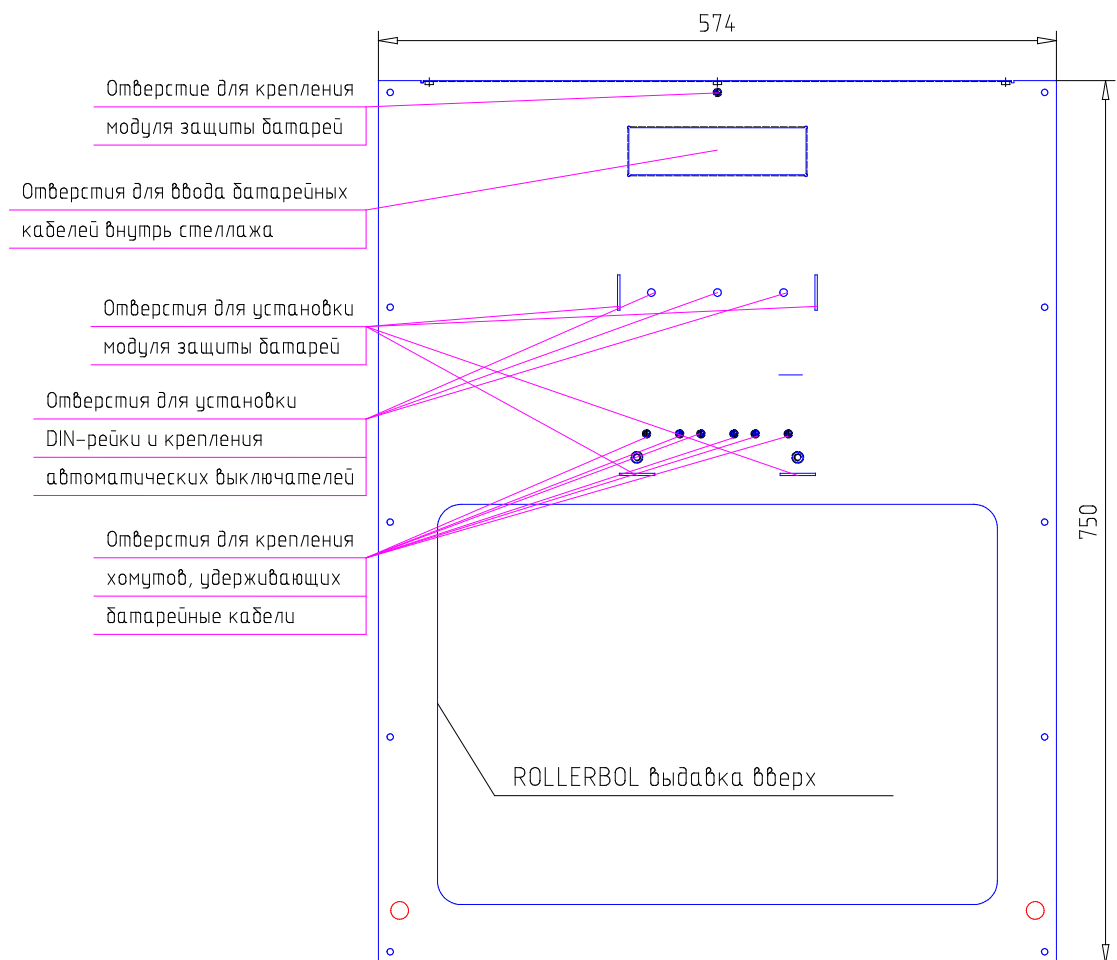 574
Отверстие для крепления
модуля защиты батарей
Отверстия для ввода батарейных
кабелей внутрь стеллажа
Отверстия для установки
модуля защиты батарей
Отверстия для установки
DIN-рейки и крепления
автоматических выключателей
750
Отверстия для крепления
хомутов, удерживающих
батарейные кабели
ROLLERBOL выдавка вверх